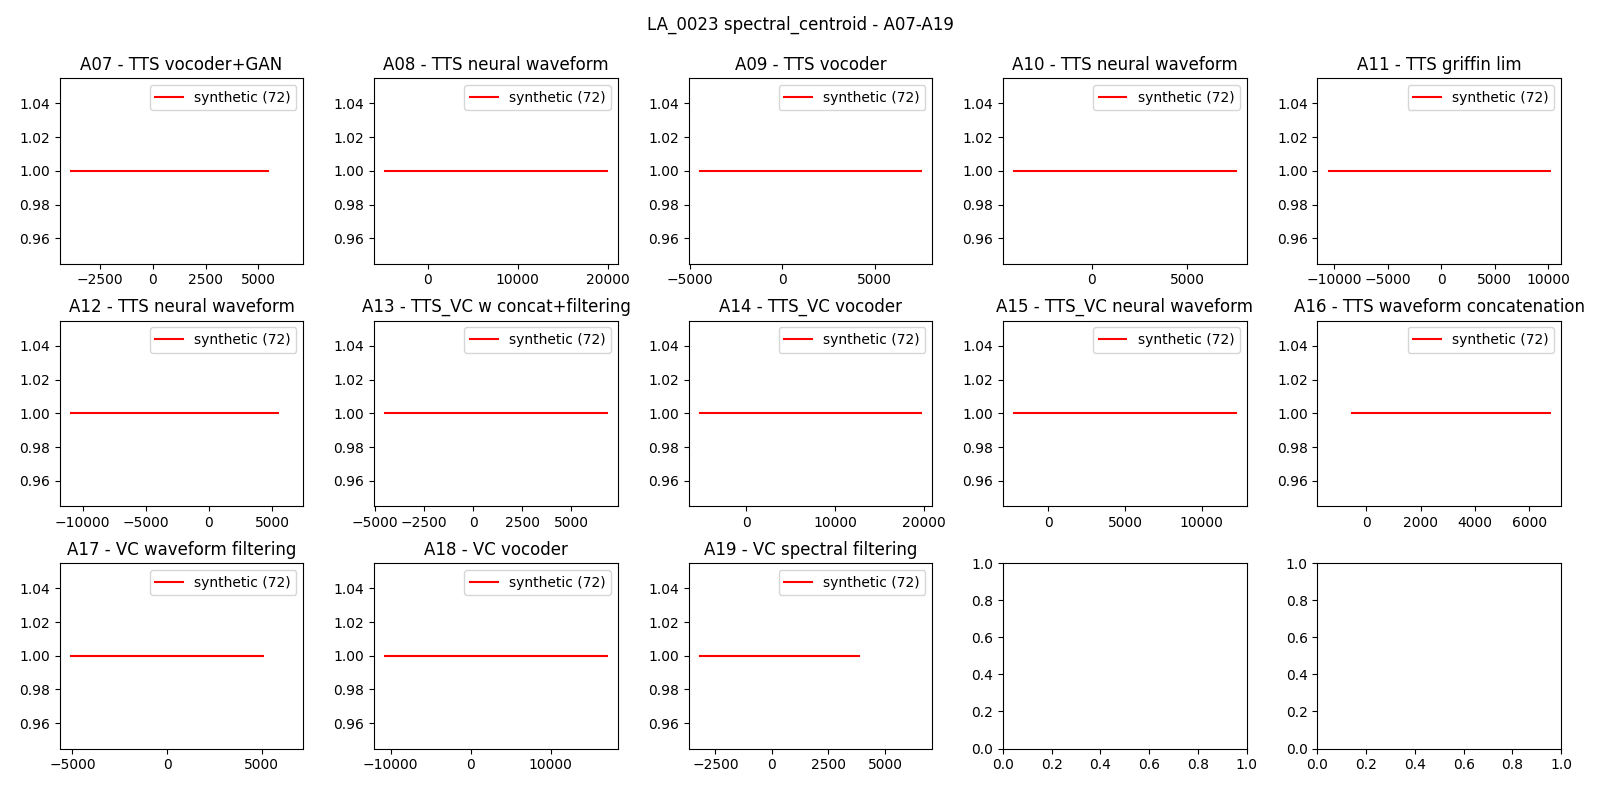 LA_0023 spectral_centroid - A07-A19
A07 - TTS vocoder+GAN
synthetic (72)
1.04
1.02
1.00
0.98
0.96
−2500 0 2500 5000
A08 - TTS neural waveform
synthetic (72)
1.04
1.02
1.00
0.98
0.96
0 10000 20000
A09 - TTS vocoder
synthetic (72)
1.04
1.02
1.00
0.98
0.96
−5000 0 5000
A10 - TTS neural waveform
synthetic (72)
1.04
1.02
1.00
0.98
0.96
0 5000
A11 - TTS griffin lim
synthetic (72)
1.04
1.02
1.00
0.98
0.96
−10000 −5000 0 5000 10000
A12 - TTS neural waveform
synthetic (72)
1.04
1.02
1.00
0.98
0.96
−10000 −5000 0 5000
A13 - TTS_VC w concat+filtering
synthetic (72)
1.04
1.02
1.00
0.98
0.96
−5000 −2500 0 2500 5000
A14 - TTS_VC vocoder
synthetic (72)
1.04
1.02
1.00
0.98
0.96
0 10000 20000
A15 - TTS_VC neural waveform
synthetic (72)
1.04
1.02
1.00
0.98
0.96
0 5000 10000
A16 - TTS waveform concatenation
synthetic (72)
1.04
1.02
1.00
0.98
0.96
0 2000 4000 6000
A17 - VC waveform filtering
synthetic (72)
1.04
1.02
1.00
0.98
0.96
−5000 0 5000
A18 - VC vocoder
synthetic (72)
1.04
1.02
1.00
0.98
0.96
−10000 0 10000
A19 - VC spectral filtering
synthetic (72)
1.04
1.02
1.00
0.98
0.96
−2500 0 2500 5000
1.0
0.8
0.6
0.4
0.2
0.0
0.0 0.2 0.4 0.6 0.8 1.0
1.0
0.8
0.6
0.4
0.2
0.0
0.0 0.2 0.4 0.6 0.8 1.0